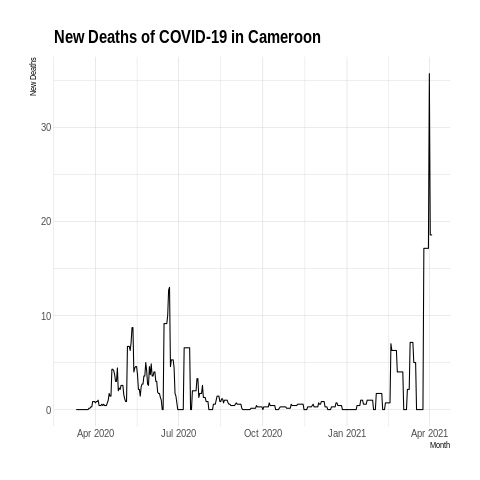 New Deaths of COVID-19 in Cameroon
New Deaths
30
20
10
0
Apr 2020 Jul 2020 Oct 2020 Jan 2021 Apr 2021
Month